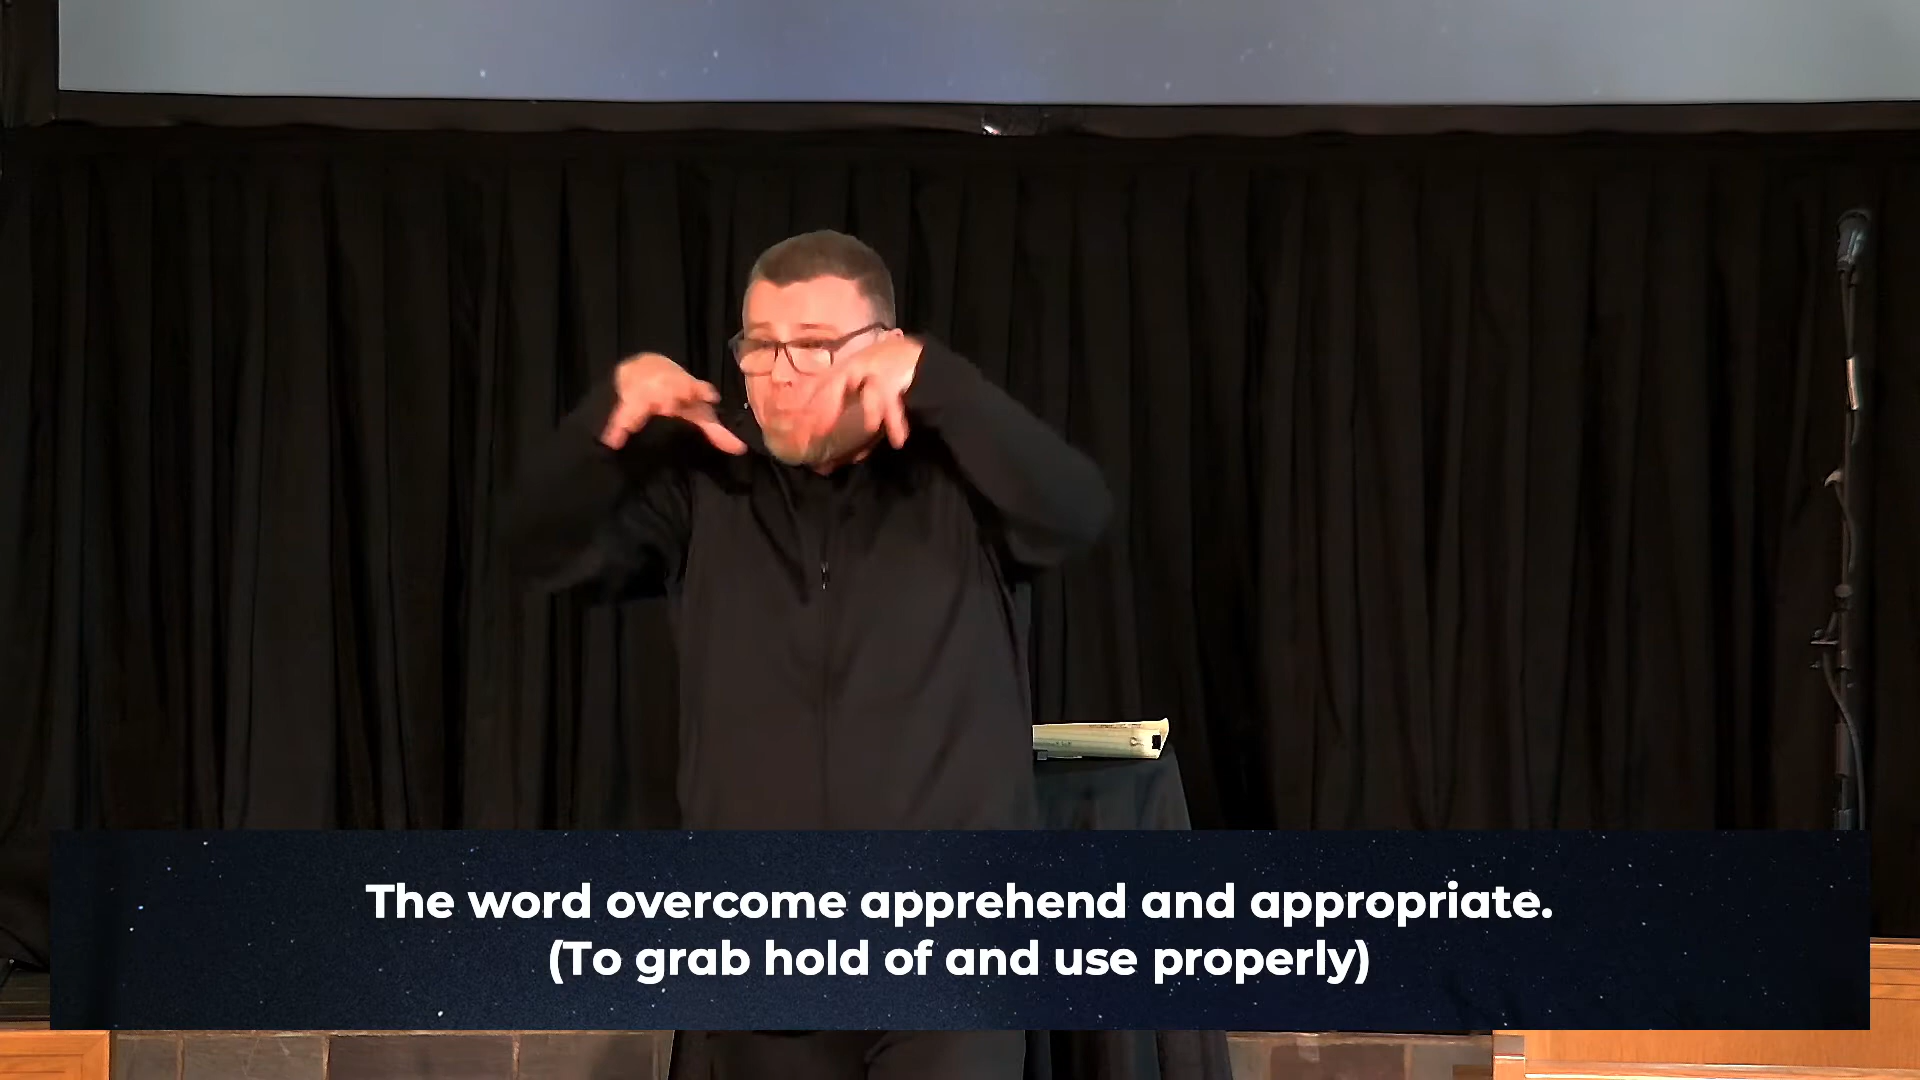 The word overcome apprehend and appropriate.
(To grab hold of and use properly)